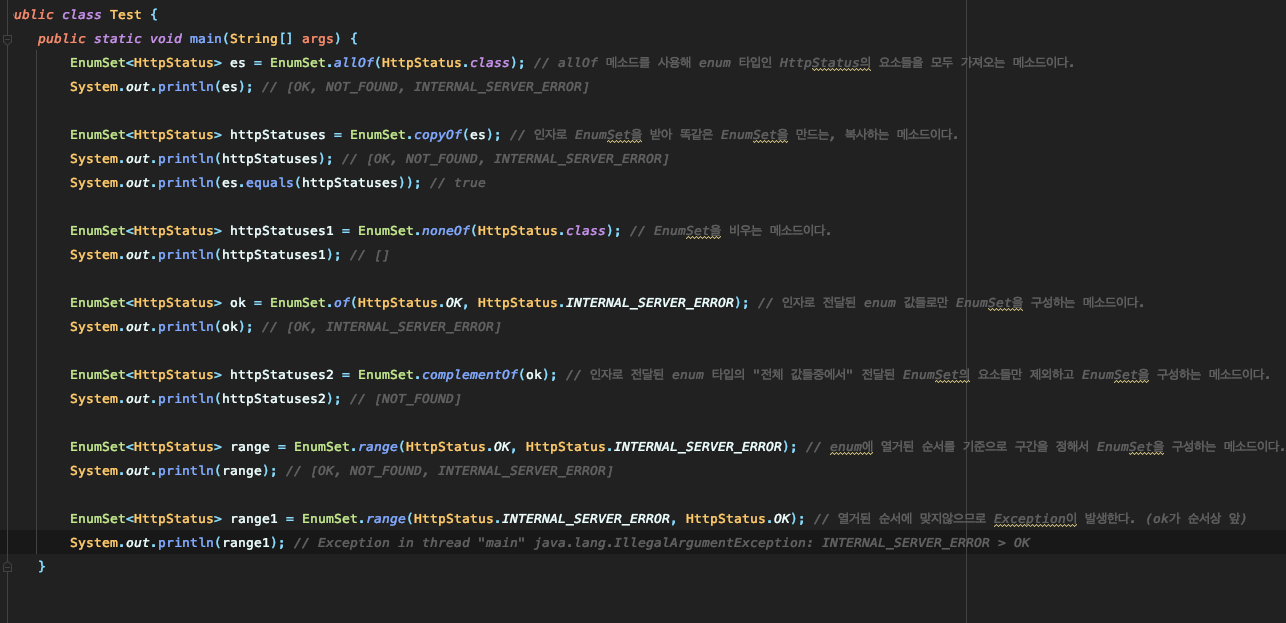 ublic class Test {
public static void main(String[] args) {
EnumSet<HttpStatus> es = EnumSet.allOf(HttpStatus.class); // allOf 메소드를 사용해 enum 타입인 HttpStatus의 요소들을 모두 가져오는 메소드이다.
System.out.println(es); // [OK, NOT_FOUND, INTERNAL_SERVER_ERROR]
EnumSet<HttpStatus> httpStatuses = EnumSet.copyOf(es); // 인자로 EnumSet을 받아 똑같은 EnumSet을 만드는, 복사하는 메소드이다.
System.out.println(httpStatuses); // [OK, NOT_FOUND, INTERNAL_SERVER_ERROR]
System.out.println(es.equals(httpStatuses)); // true
EnumSet<HttpStatus> httpStatuses1 = EnumSet.noneOf(HttpStatus.class); // EnumSet을 비우는 메소드이다.
System.out.println(httpStatuses1); // []
EnumSet<HttpStatus> ok = EnumSet.of(HttpStatus.OK, HttpStatus.INTERNAL_SERVER_ERROR); // 인자로 전달된 enum 값들로만 EnumSet을 구성하는 메소드이다.
System.out.println(ok); // [OK, INTERNAL_SERVER_ERROR]
EnumSet<HttpStatus> httpStatuses2 = EnumSet.complementOf(ok); // 인자로 전달된 enum 타입의 "전체 값들중에서" 전달된 EnumSet의 요소들만 제외하고 EnumSet을 구성하는 메소드이다.
System.out.println(httpStatuses2); // [NOT_FOUND]
EnumSet<HttpStatus> range = EnumSet.range(HttpStatus.OK, HttpStatus.INTERNAL_SERVER_ERROR); // enum에 열거된 순서를 기준으로 구간을 정해서 EnumSet을 구성하는 메소드이다.
System.out.println(range); // [OK, NOT_FOUND, INTERNAL_SERVER_ERROR]
EnumSet<HttpStatus> range1 = EnumSet.range(HttpStatus.INTERNAL_SERVER_ERROR, HttpStatus.OK); // 열거된 순서에 맞지않으므로 Exception이 발생한다. (ok가 순서상 앞)
System.out.println(range1); // Exception in thread "main" java.lang.IllegalArgumentException: INTERNAL_SERVER_ERROR > OK
}